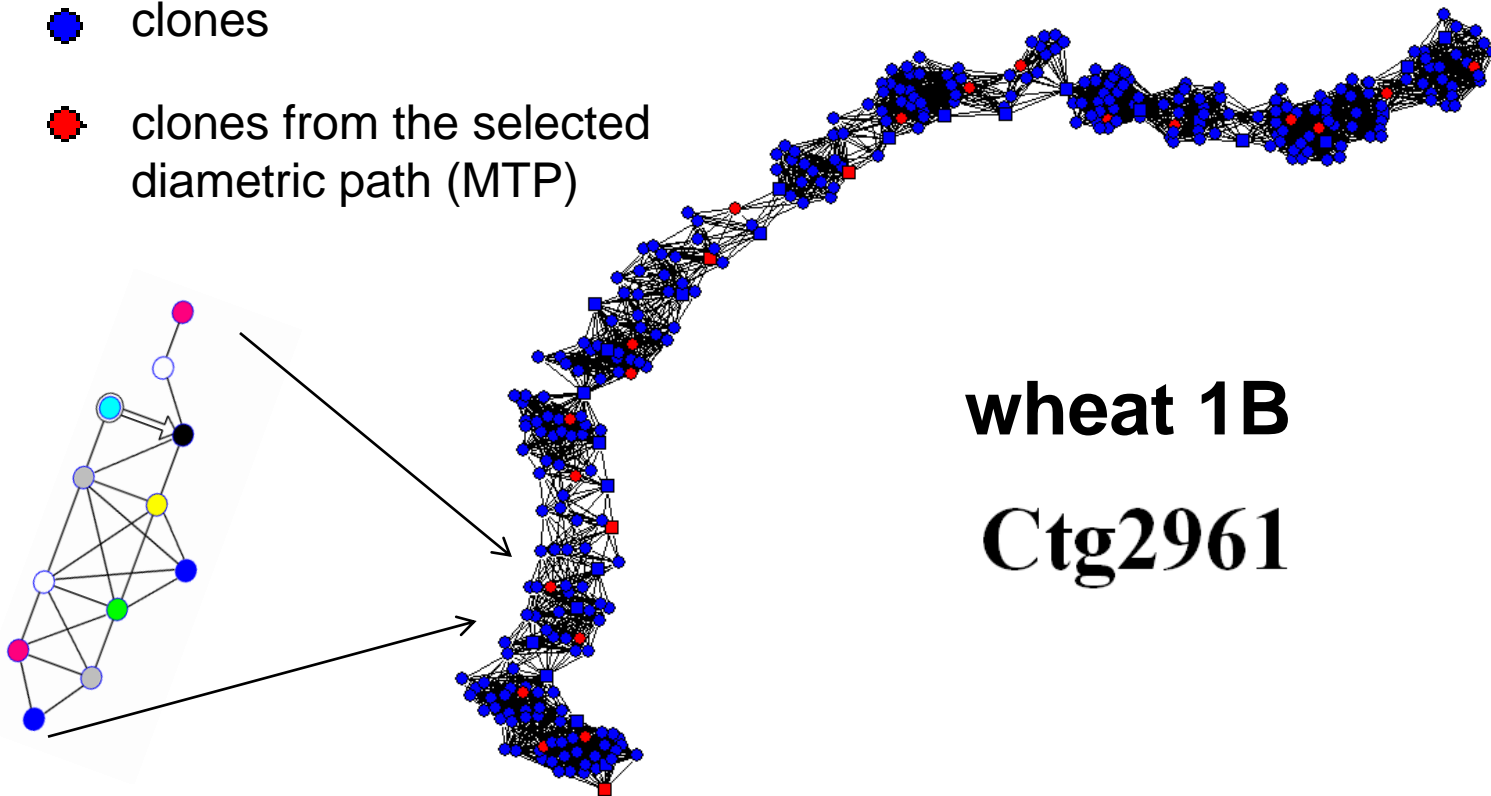 clones
clones from the selected
diametric path (MTP)
wheat 1B
Ctg2961